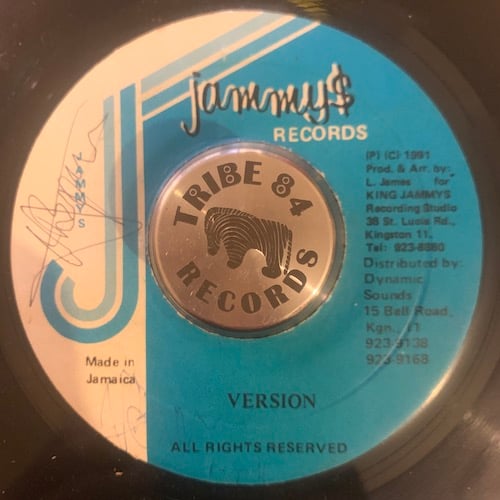 jammy$
RECORDS
(P) (C) 1991
Prod. & Arr. by:
L. James for
KING JAMMYS
Recording Studio
38 St. Lucia Rd.,
Kingston 11,
Tel: 923-8880
Distributed by:
Dynamic
Sounds
15 Bell Road,
Kgn., 11
923-9138
923-9168
TRIBE 84
RECORDS
JAMMYS
Made in
Jamaica
VERSION
ALL RIGHTS RESERVED